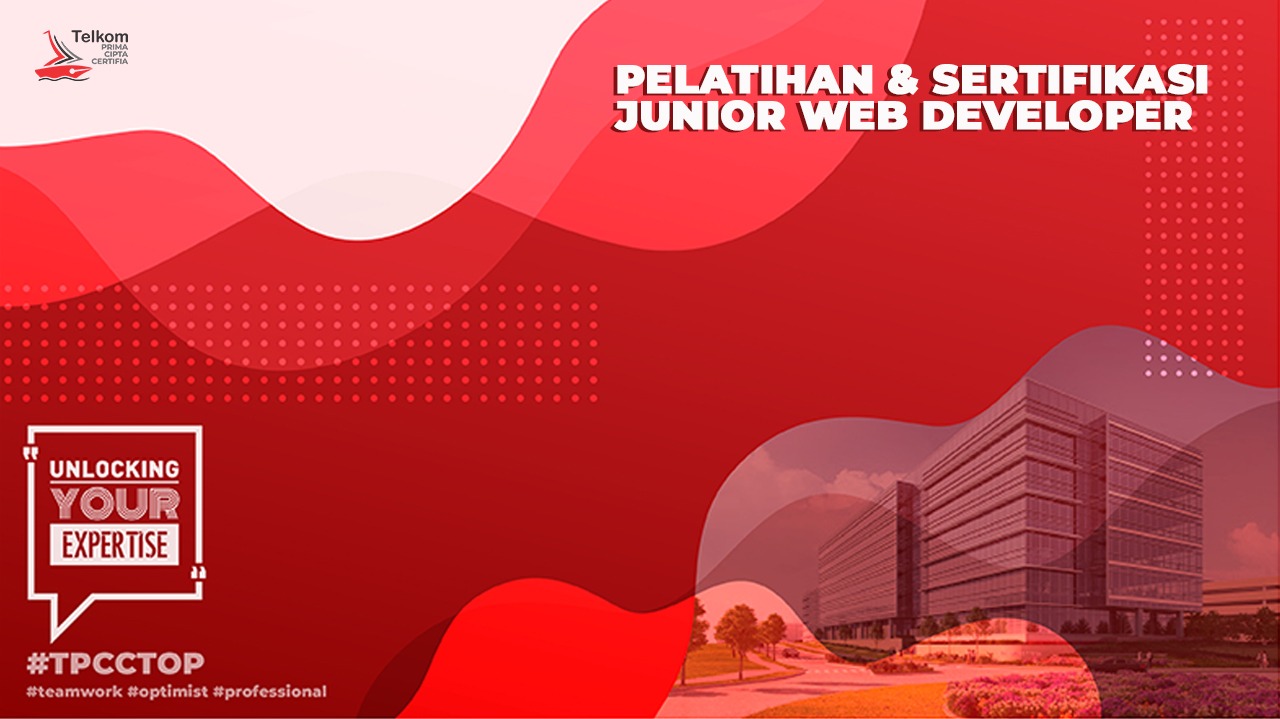 Telkom
PRIMA
CIPTA
CERTIFIA
PELATIHAN & SERTIFIKASI
JUNIOR WEB DEVELOPER
"UNLOCKING
YOUR
EXPERTISE"
#TPCCTOP
#teamwork #optimist #professional